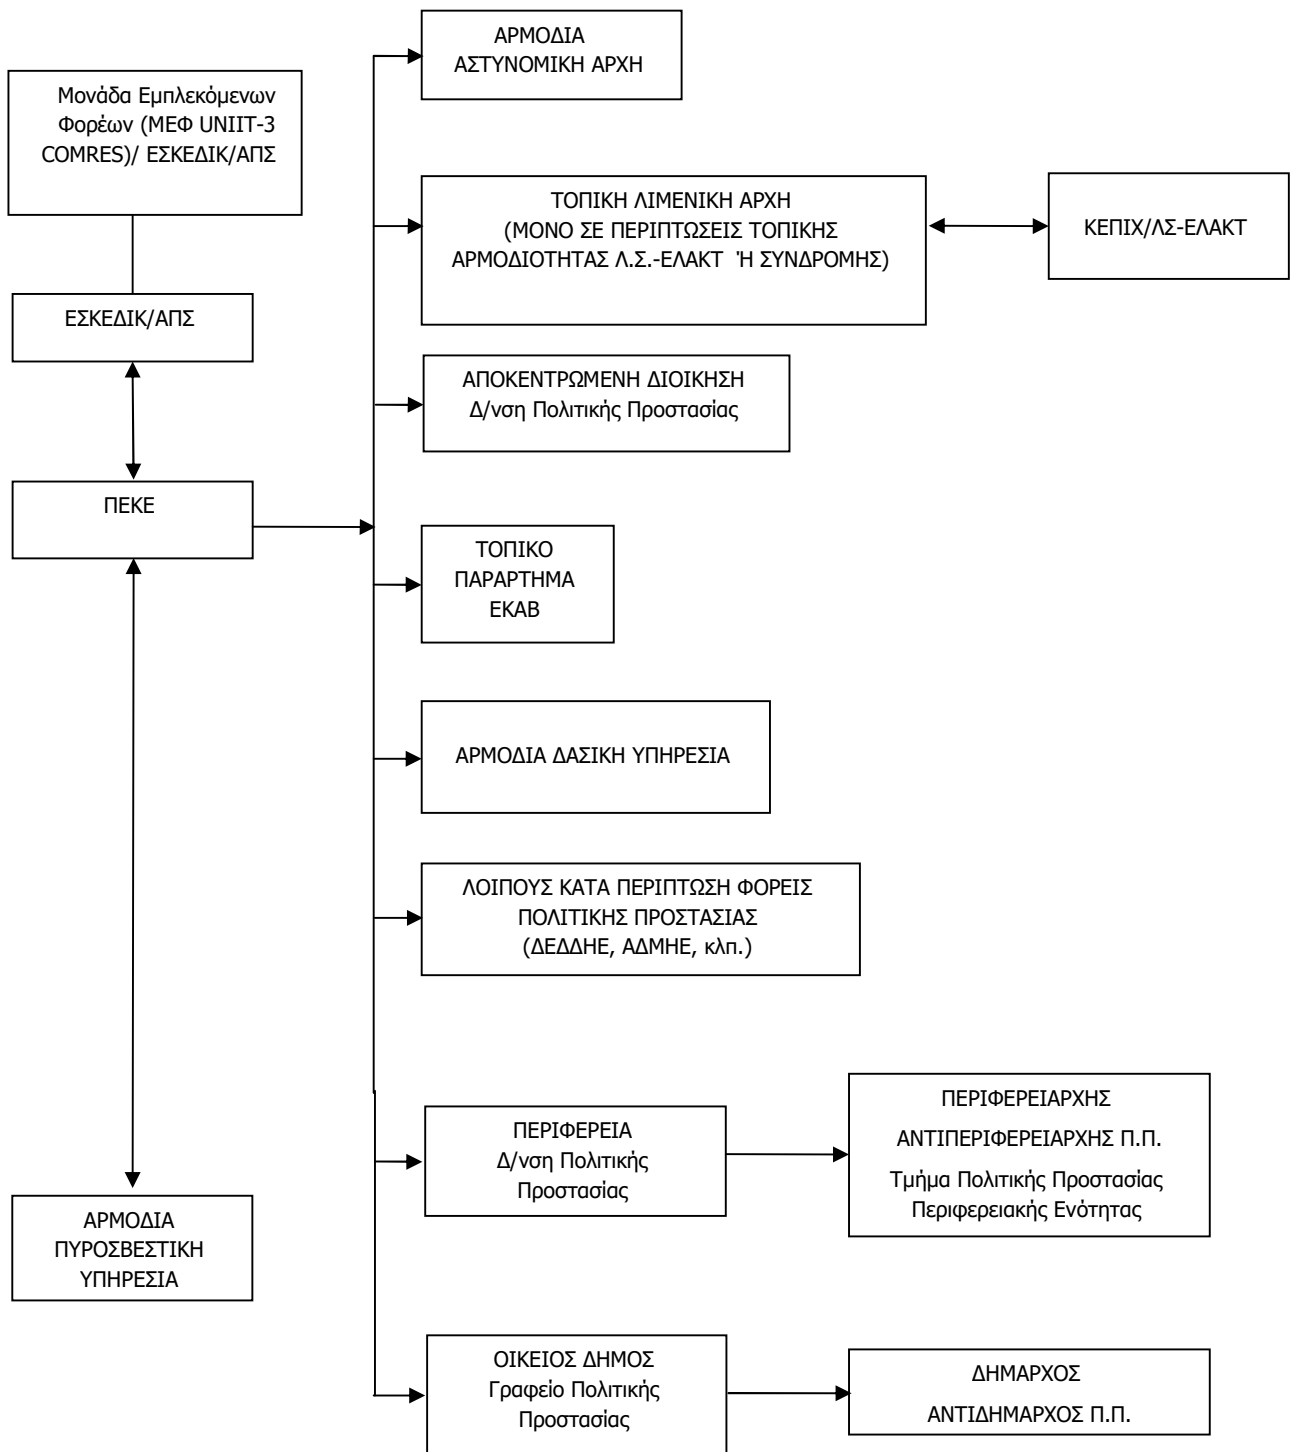 ΑΡΜΟΔΙΑ
ΑΣΤΥΝΟΜΙΚΗ ΑΡΧΗ
Μονάδα Εμπλεκόμενων
Φορέων (ΜΕΦ UNIIT-3
COMRES)/ ΕΣΚΕΔΙΚ/ΑΠΣ
ΤΟΠΙΚΗ ΛΙΜΕΝΙΚΗ ΑΡΧΗ
(ΜΟΝΟ ΣΕ ΠΕΡΙΠΤΩΣΕΙΣ ΤΟΠΙΚΗΣ
ΑΡΜΟΔΙΟΤΗΤΑΣ Λ.Σ.-ΕΛΑΚΤ Ή ΣΥΝΔΡΟΜΗΣ)
ΚΕΠΙΧ/ΛΣ-ΕΛΑΚΤ
ΕΣΚΕΔΙΚ/ΑΠΣ
ΑΠΟΚΕΝΤΡΩΜΕΝΗ ΔΙΟΙΚΗΣΗ
Δ/νση Πολιτικής Προστασίας
ΠΕΚΕ
ΤΟΠΙΚΟ
ΠΑΡΑΡΤΗΜΑ
ΕΚΑΒ
ΑΡΜΟΔΙΑ ΔΑΣΙΚΗ ΥΠΗΡΕΣΙΑ
ΛΟΙΠΟΥΣ ΚΑΤΑ ΠΕΡΙΠΤΩΣΗ ΦΟΡΕΙΣ
ΠΟΛΙΤΙΚΗΣ ΠΡΟΣΤΑΣΙΑΣ
(ΔΕΔΔΗΕ, ΑΔΜΗΕ, κλπ.)
ΠΕΡΙΦΕΡΕΙΑ
Δ/νση Πολιτικής
Προστασίας
ΠΕΡΙΦΕΡΕΙΑΡΧΗΣ
ΑΝΤΙΠΕΡΙΦΕΡΕΙΑΡΧΗΣ Π.Π.
Τμήμα Πολιτικής Προστασίας
Περιφερειακής Ενότητας
ΑΡΜΟΔΙΑ
ΠΥΡΟΣΒΕΣΤΙΚΗ
ΥΠΗΡΕΣΙΑ
ΟΙΚΕΙΟΣ ΔΗΜΟΣ
Γραφείο Πολιτικής
Προστασίας
ΔΗΜΑΡΧΟΣ
ΑΝΤΙΔΗΜΑΡΧΟΣ Π.Π.